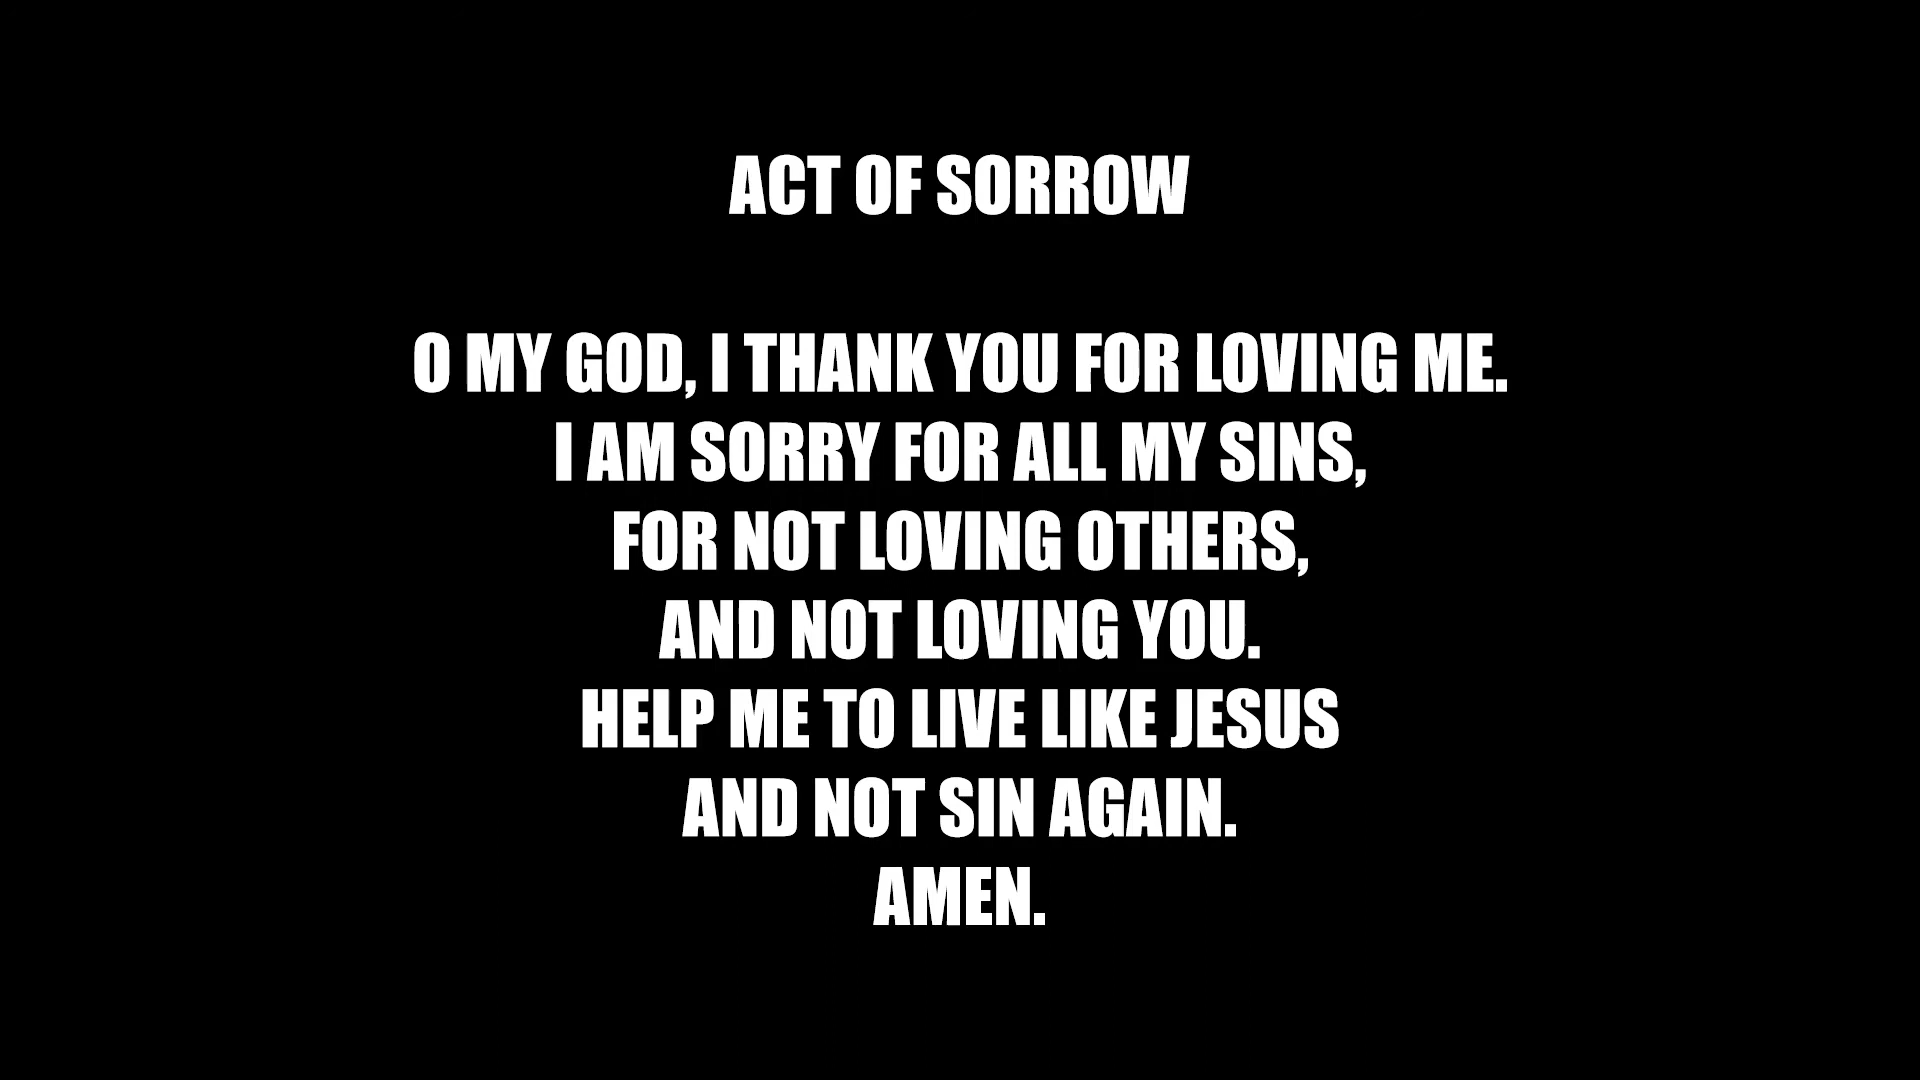 ACT OF SORROW
O MY GOD, I THANK YOU FOR LOVING ME.
I AM SORRY FOR ALL MY SINS,
FOR NOT LOVING OTHERS,
AND NOT LOVING YOU.
HELP ME TO LIVE LIKE JESUS
AND NOT SIN AGAIN.
AMEN.